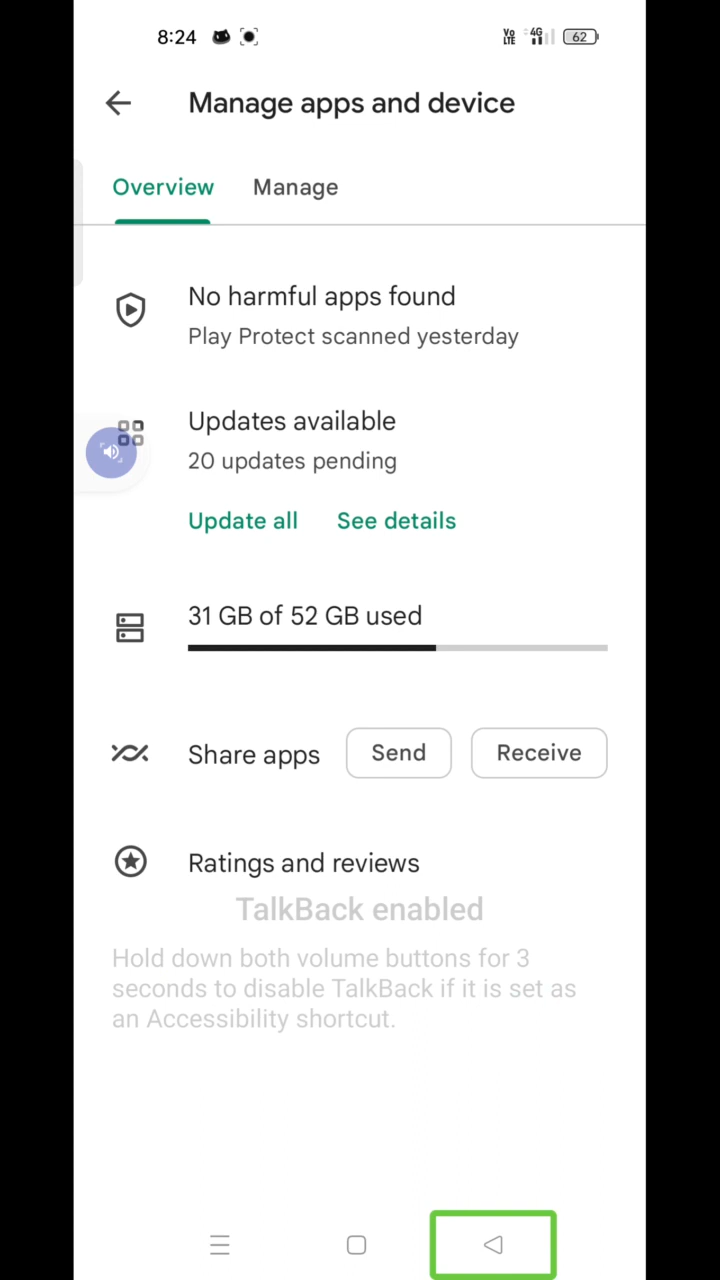 8:24
Vo LTE 4G 62
Manage apps and device
Overview Manage
No harmful apps found
Play Protect scanned yesterday
Updates available
20 updates pending
Update all See details
31 GB of 52 GB used
Share apps Send Receive
Ratings and reviews
TalkBack enabled
Hold down both volume buttons for 3
seconds to disable TalkBack if it is set as
an Accessibility shortcut.